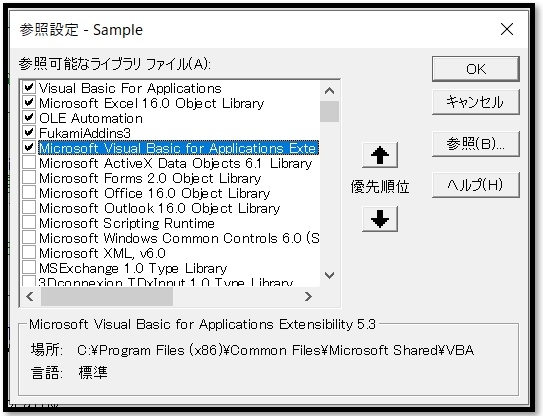 参照設定 - Sample
参照可能なライブラリ ファイル(A):
Visual Basic For Applications
Microsoft Excel 16.0 Object Library
OLE Automation
FukamiAddins3
Microsoft Visual Basic for Applications Exte
Microsoft ActiveX Data Objects 6.1 Library
Microsoft Forms 2.0 Object Library
Microsoft Office 16.0 Object Library
Microsoft Outlook 16.0 Object Library
Microsoft Scripting Runtime
Microsoft Windows Common Controls 6.0 (S
Microsoft XML, v6.0
MSExchange 1.0 Type Library
3Dconnexion TDxInput 1.0 Type Library
優先順位
OK
キャンセル
参照(B)...
ヘルプ(H)
Microsoft Visual Basic for Applications Extensibility 5.3
場所: C:¥Program Files (x86)¥Common Files¥Microsoft Shared¥VBA
言語: 標準